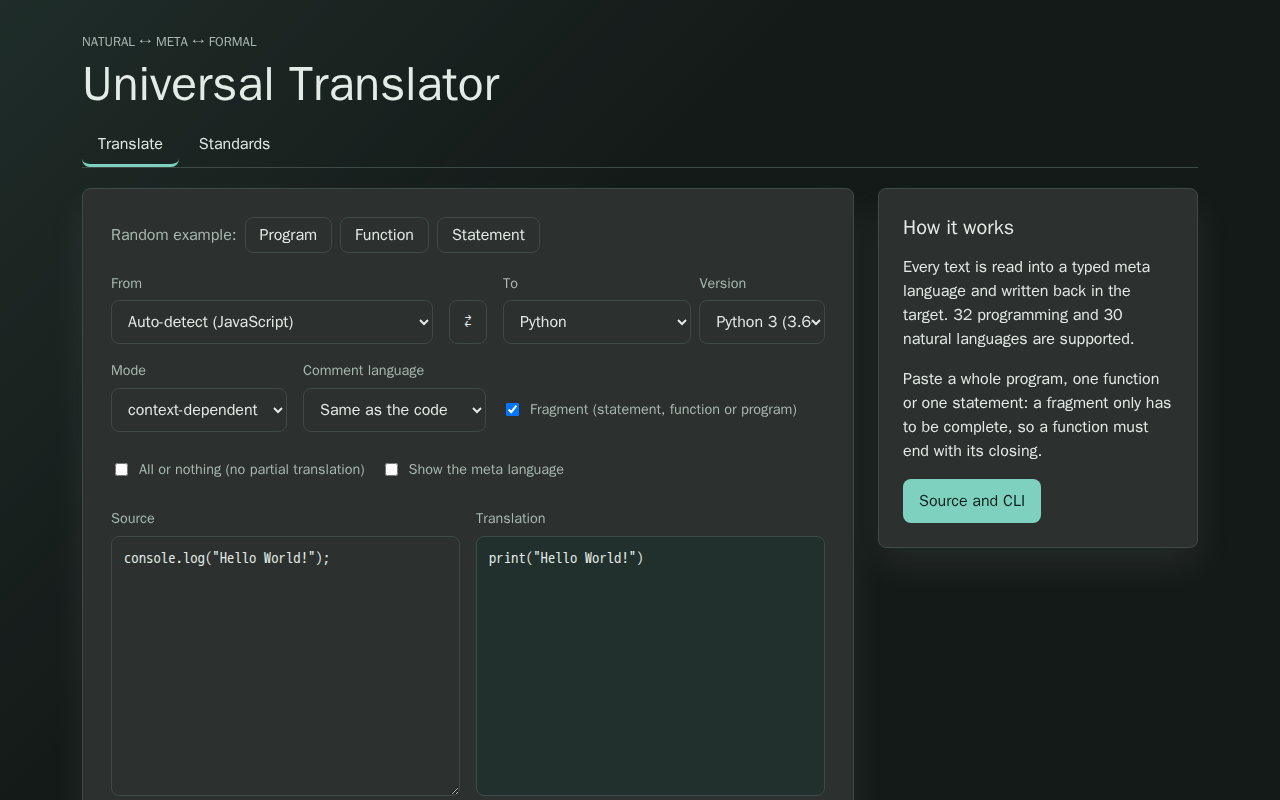 NATURAL ↔ META ↔ FORMAL
Universal Translator
Translate Standards
Random example: Program Function Statement
From To Version
Auto-detect (JavaScript) ⇄ Python Python 3 (3.6
Mode Comment language
context-dependent Same as the code Fragment (statement, function or program)
All or nothing (no partial translation) Show the meta language
Source Translation
console.log("Hello World!"); print("Hello World!")
How it works
Every text is read into a typed meta
language and written back in the
target. 32 programming and 30
natural languages are supported.
Paste a whole program, one function
or one statement: a fragment only has
to be complete, so a function must
end with its closing.
Source and CLI